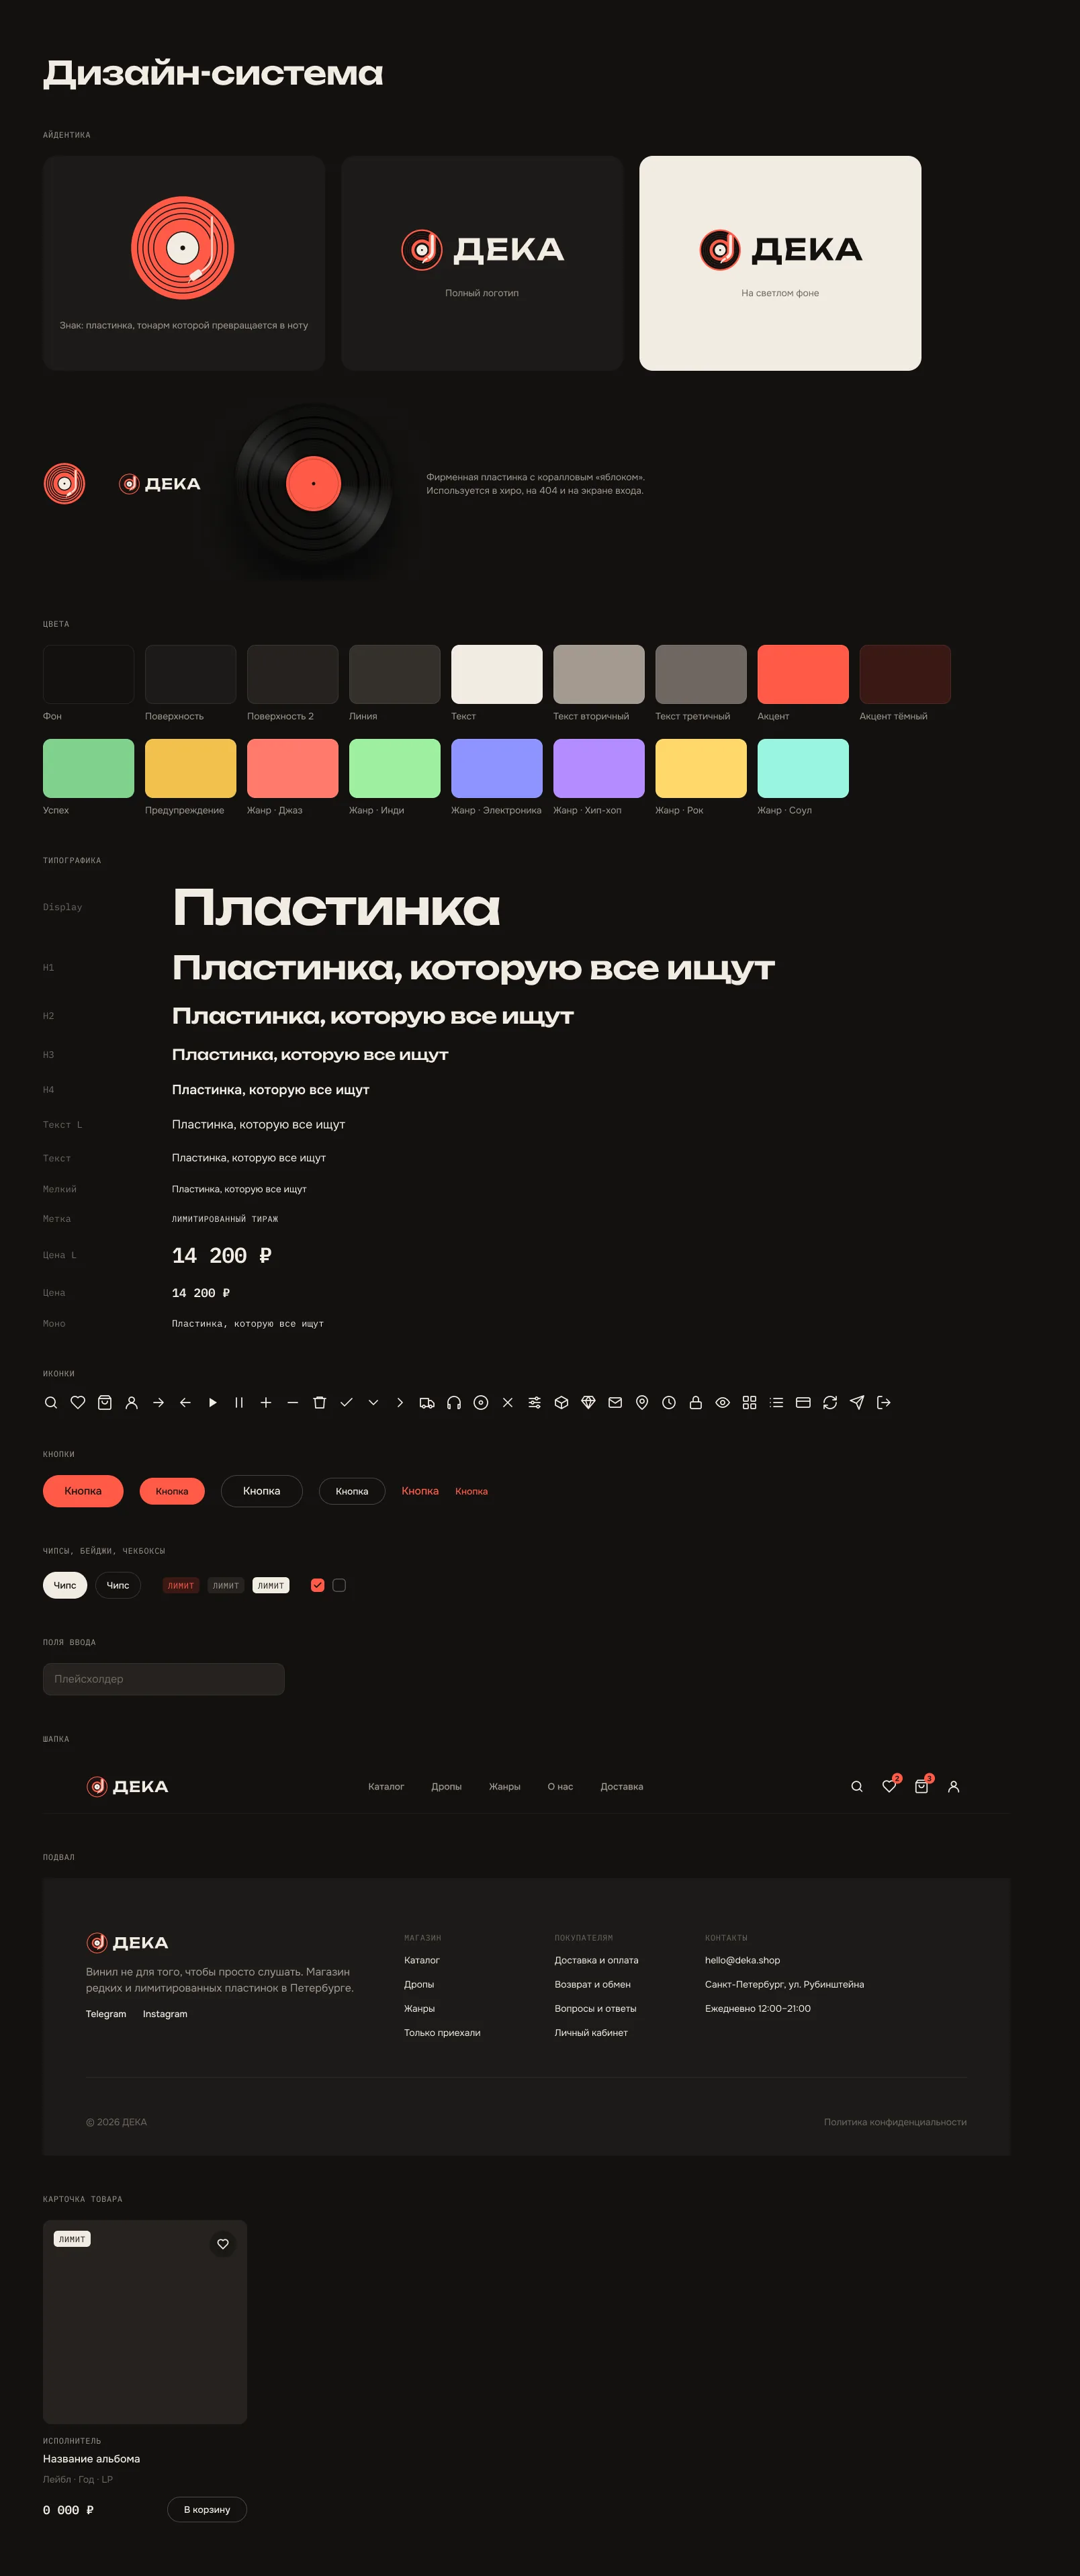 Дизайн-система
АЙДЕНТИКА
Знак: пластинка, тонарм которой превращается в ноту
ДЕКА
Полный логотип
ДЕКА
На светлом фоне
ДЕКА
Фирменная пластинка с коралловым «яблоком».
Используется в хиро, на 404 и на экране входа.
ЦВЕТА
Фон
Поверхность
Поверхность 2
Линия
Текст
Текст вторичный
Текст третичный
Акцент
Акцент тёмный
Успех
Предупреждение
Жанр · Джаз
Жанр · Инди
Жанр · Электроника
Жанр · Хип-хоп
Жанр · Рок
Жанр · Соул
ТИПОГРАФИКА
Display
Пластинка
H1
Пластинка, которую все ищут
H2
Пластинка, которую все ищут
H3
Пластинка, которую все ищут
H4
Пластинка, которую все ищут
Текст L
Пластинка, которую все ищут
Текст
Пластинка, которую все ищут
Мелкий
Пластинка, которую все ищут
Метка
ЛИМИТИРОВАННЫЙ ТИРАЖ
Цена L
14 200 ₽
Цена
14 200 ₽
Моно
Пластинка, которую все ищут
ИКОНКИ
КНОПКИ
Кнопка
Кнопка
Кнопка
Кнопка
Кнопка
Кнопка
ЧИПСЫ, БЕЙДЖИ, ЧЕКБОКСЫ
Чипс
Чипс
ЛИМИТ
ЛИМИТ
ЛИМИТ
ПОЛЯ ВВОДА
Плейсхолдер
ШАПКА
ДЕКА
Каталог
Дропы
Жанры
О нас
Доставка
2
3
ПОДВАЛ
ДЕКА
Винил не для того, чтобы просто слушать. Магазин
редких и лимитированных пластинок в Петербурге.
Telegram
Instagram
МАГАЗИН
Каталог
Дропы
Жанры
Только приехали
ПОКУПАТЕЛЯМ
Доставка и оплата
Возврат и обмен
Вопросы и ответы
Личный кабинет
КОНТАКТЫ
hello@deka.shop
Санкт-Петербург, ул. Рубинштейна
Ежедневно 12:00–21:00
© 2026 ДЕКА
Политика конфиденциальности
КАРТОЧКА ТОВАРА
ЛИМИТ
ИСПОЛНИТЕЛЬ
Название альбома
Лейбл · Год · LP
0 000 ₽
В корзину